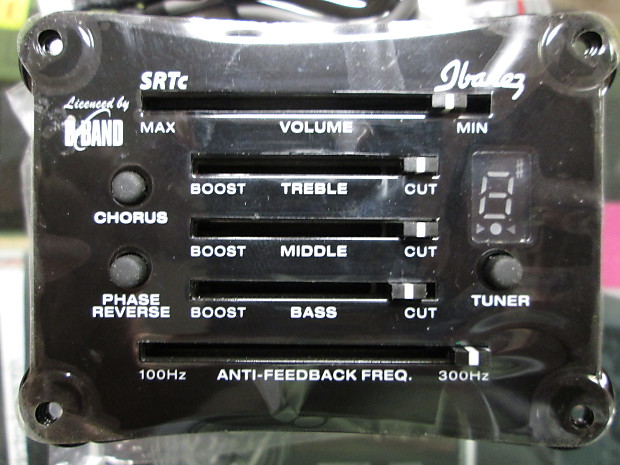 SRTc
Ibanez
Licenced by
B-BAND
MAX VOLUME MIN
BOOST TREBLE CUT
CHORUS
BOOST MIDDLE CUT
PHASE
REVERSE
BOOST BASS CUT
TUNER
100Hz ANTI-FEEDBACK FREQ. 300Hz